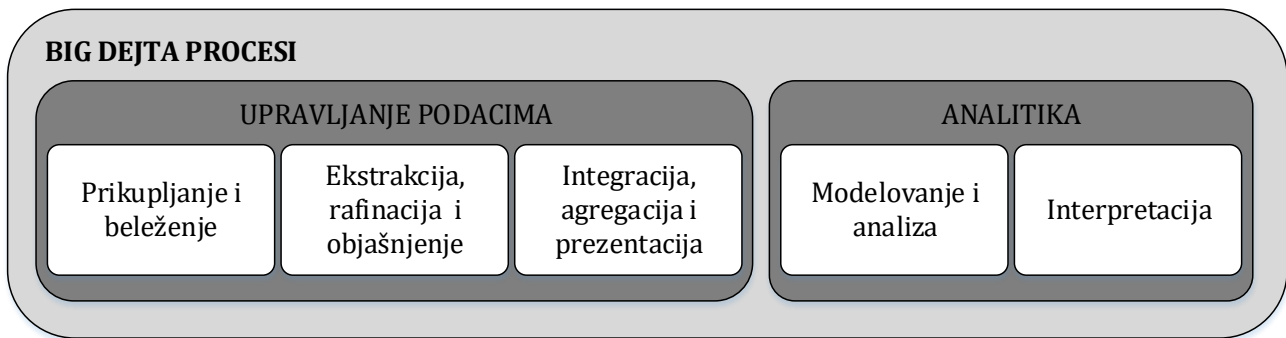 BIG DEJTA PROCESI
UPRAVLJANJE PODACIMA
Prikupljanje i
beleženje
Ekstrakcija,
rafinacija i
objašnjenje
Integracija,
agregacija i
prezentacija
ANALITIKA
Modelovanje i
analiza
Interpretacija